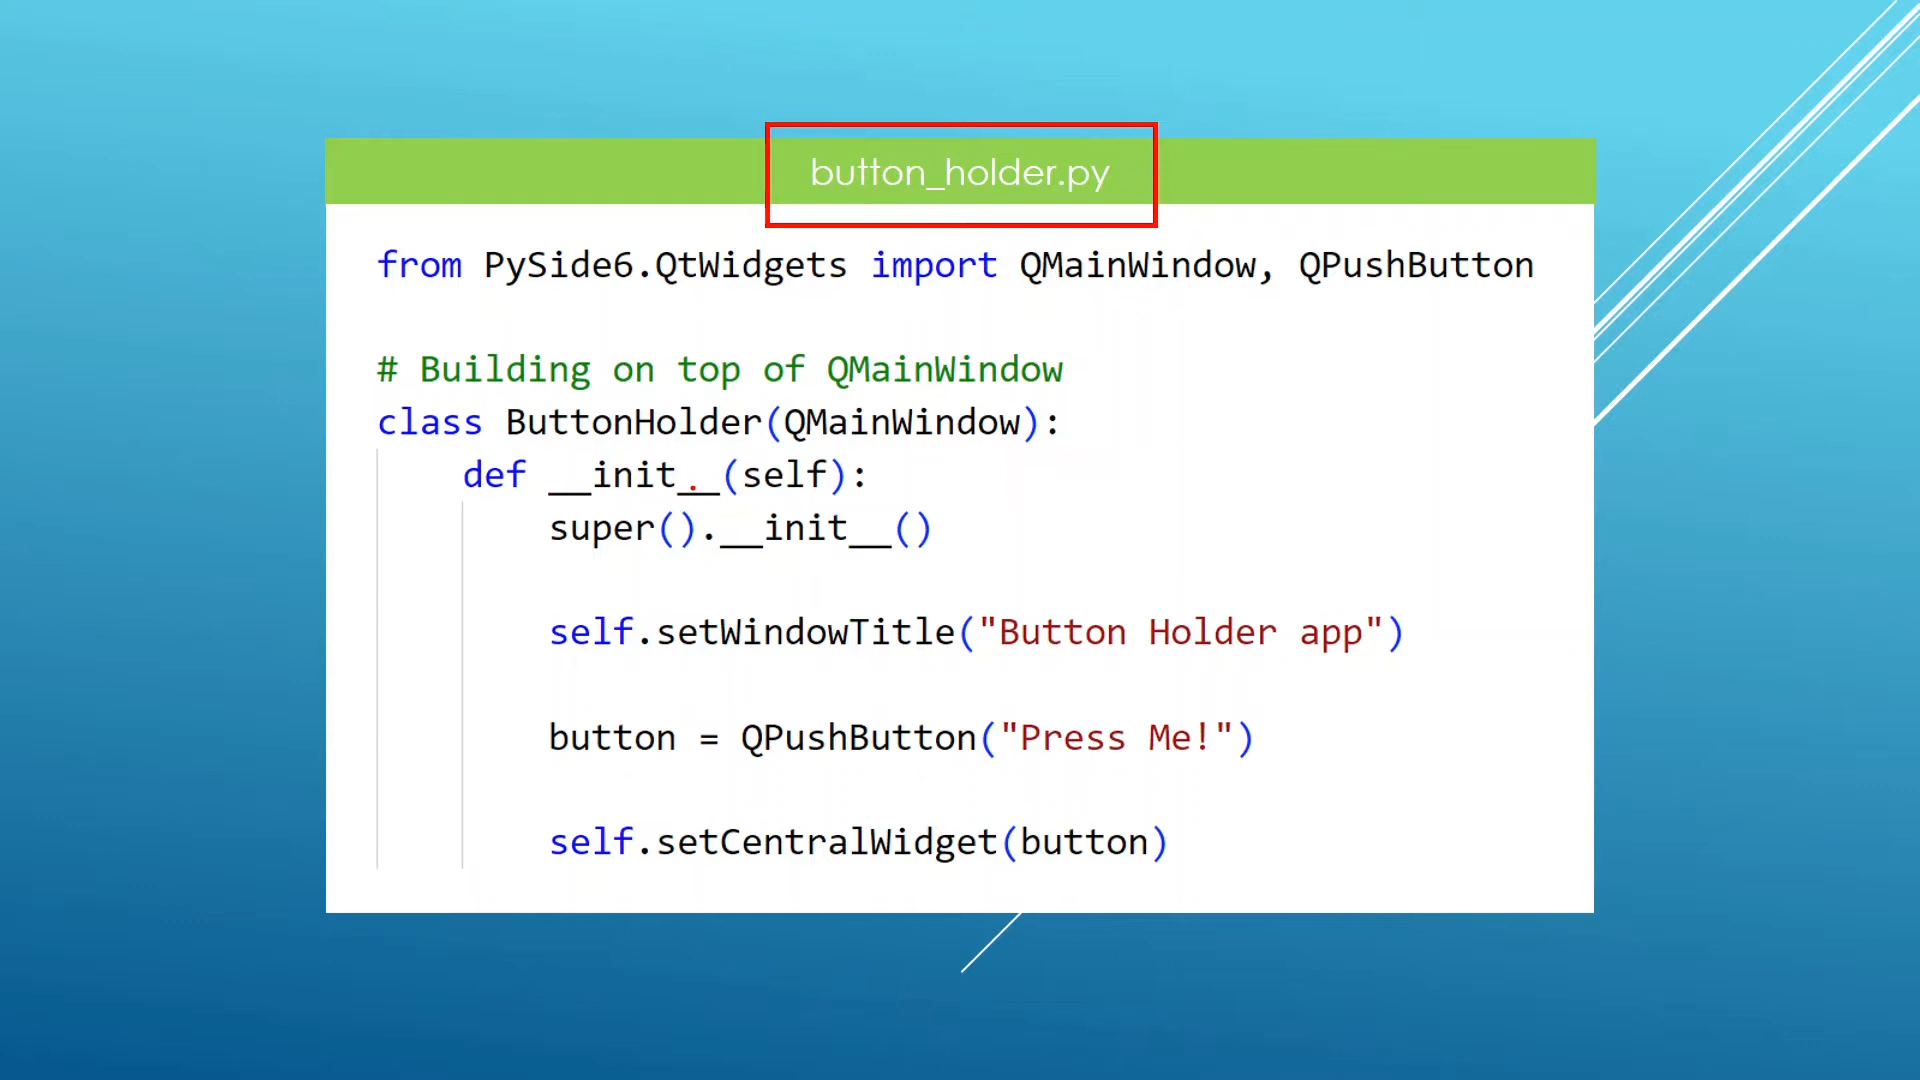 button_holder.py
from PySide6.QtWidgets import QMainWindow, QPushButton
# Building on top of QMainWindow
class ButtonHolder(QMainWindow):
    def __init__(self):
        super().__init__()
        self.setWindowTitle("Button Holder app")
        button = QPushButton("Press Me!")
        self.setCentralWidget(button)